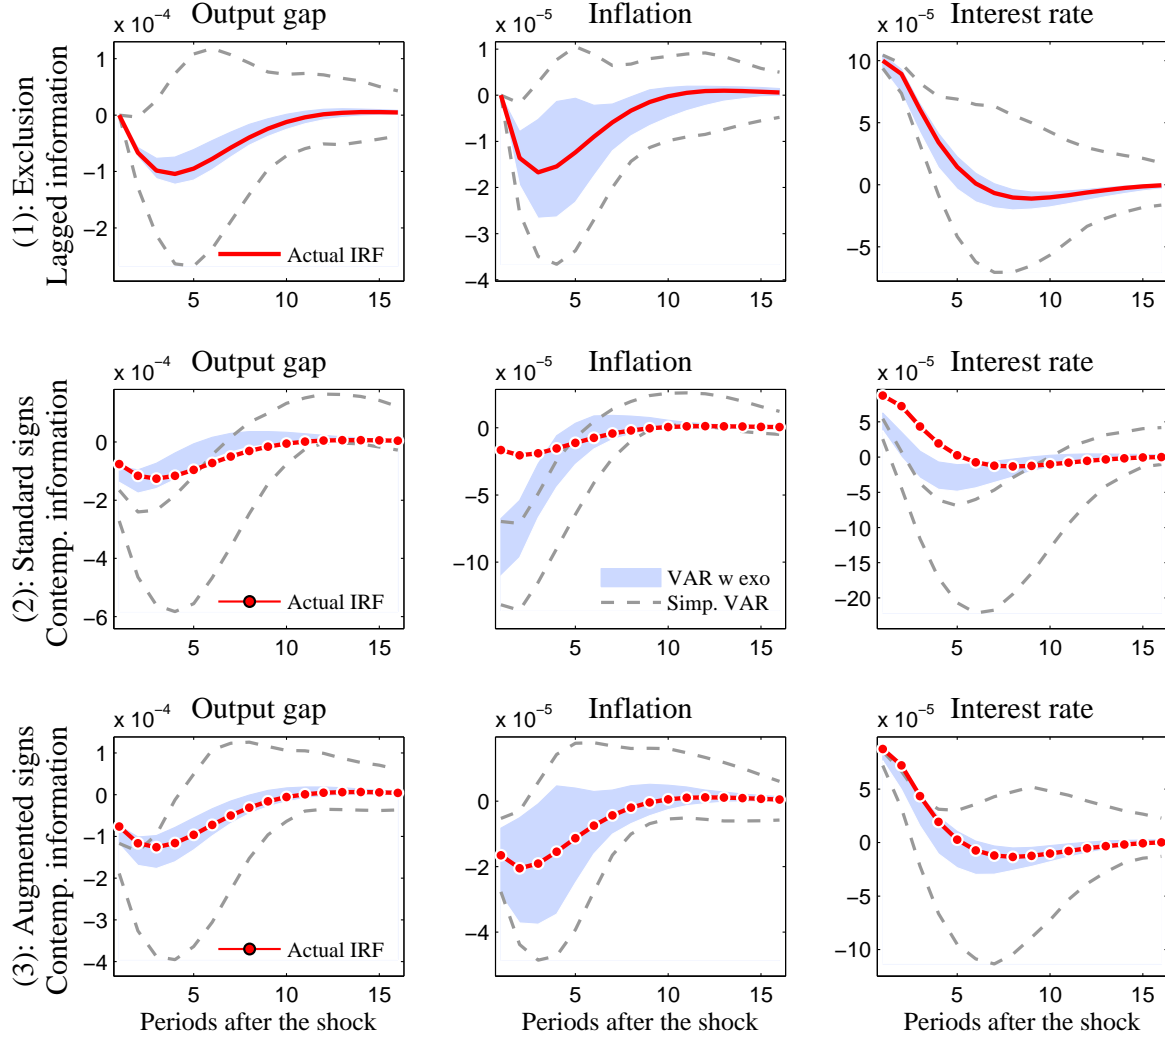 Output gap
Inflation
Interest rate
x 10⁻⁴
x 10⁻⁵
x 10⁻⁵
(1): Exclusion
Lagged information
1
0
−1
−2
5
10
15
Actual IRF
1
0
−1
−2
−3
−4
5
10
15
10
5
0
−5
5
10
15
Output gap
Inflation
Interest rate
x 10⁻⁴
x 10⁻⁵
x 10⁻⁵
(2): Standard signs
Contemp. information
0
−2
−4
−6
5
10
15
Actual IRF
0
−5
−10
5
10
15
VAR w exo
Simp. VAR
10
5
0
−5
−10
−15
−20
5
10
15
Output gap
Inflation
Interest rate
x 10⁻⁴
x 10⁻⁵
x 10⁻⁵
(3): Augmented signs
Contemp. information
1
0
−1
−2
−3
−4
5
10
15
Actual IRF
0
−2
−4
5
10
15
5
0
−5
−10
5
10
15
Periods after the shock
Periods after the shock
Periods after the shock